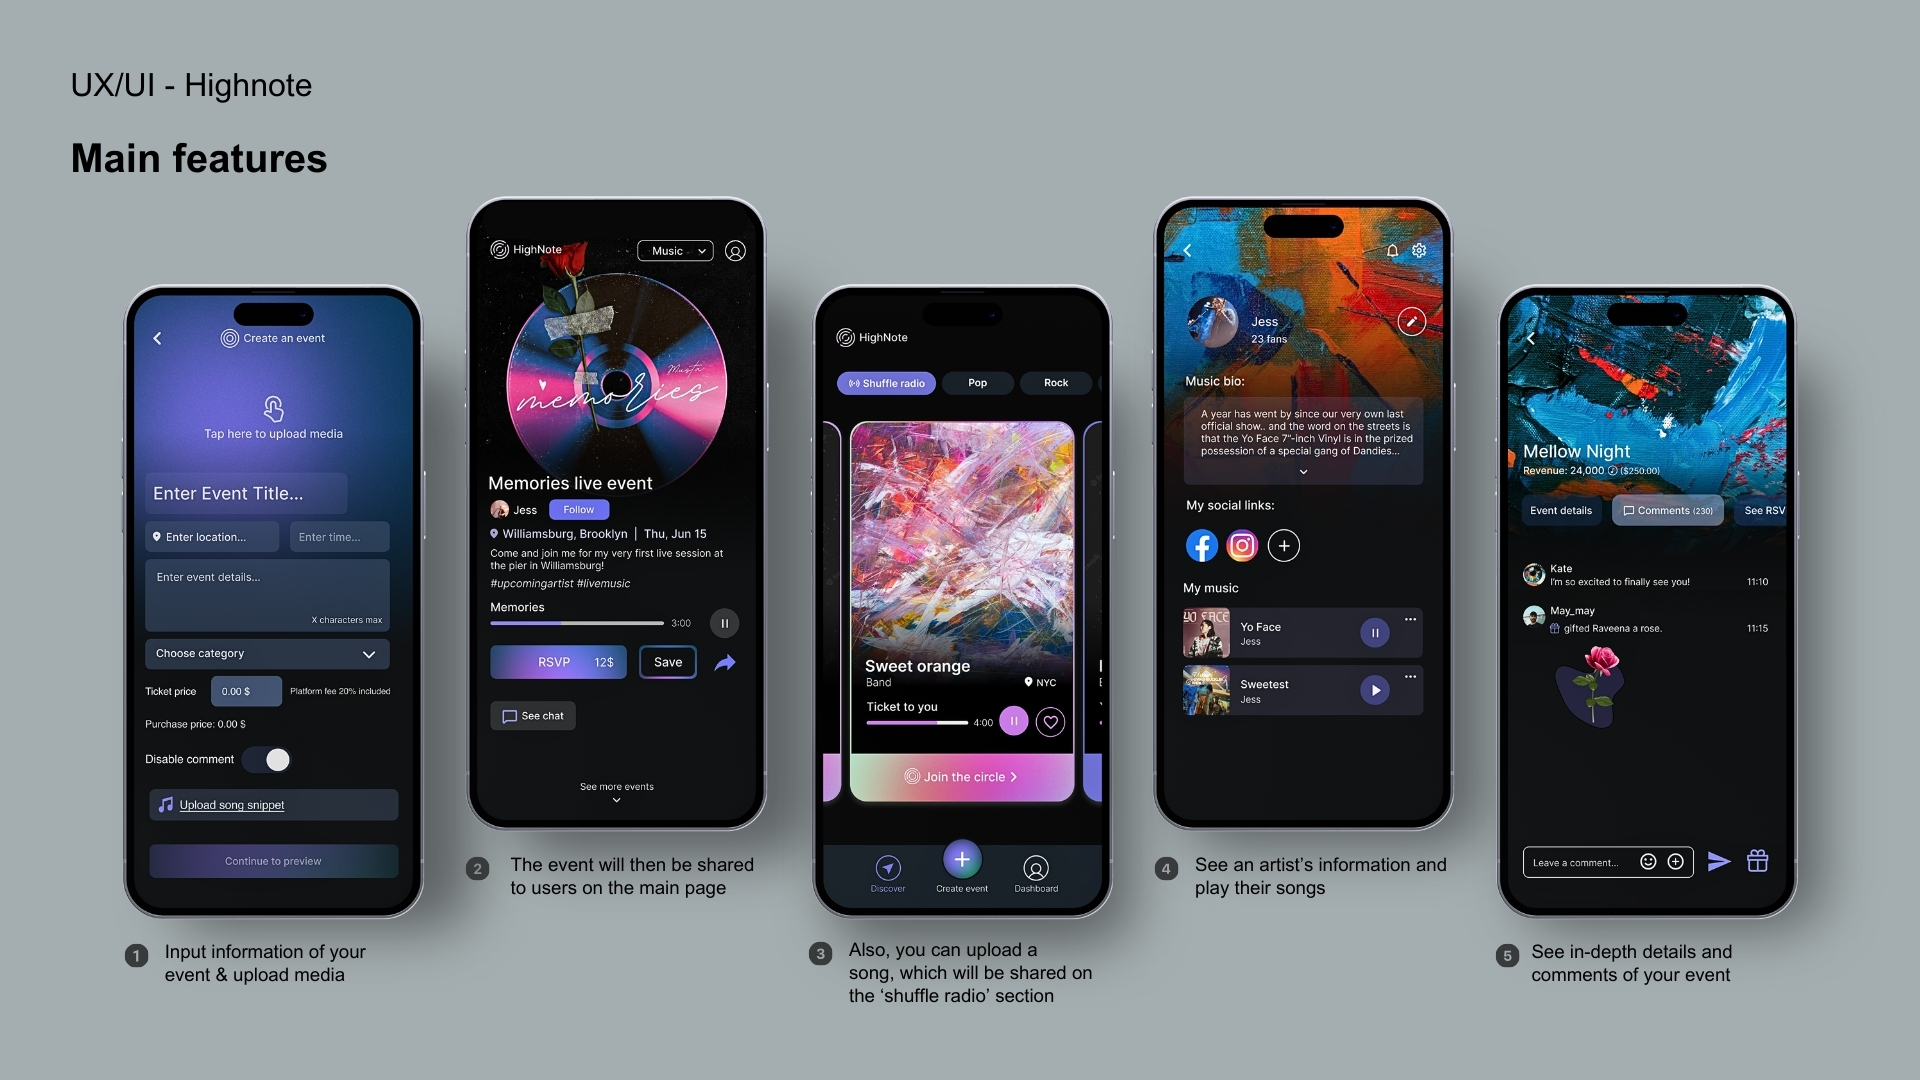 UX/UI - Highnote
Main features
Create an event
Tap here to upload media
Enter Event Title...
Enter location...
Enter time...
Enter event details...
X characters max
Choose category
Ticket price
0.00 $
Platform fee 20% included
Purchase price: 0.00 $
Disable comment
Upload song snippet
Continue to preview
1
Input information of your
event & upload media
HighNote
Music
Musta
memories
Memories live event
Jess
Follow
Williamsburg, Brooklyn | Thu, Jun 15
Come and join me for my very first live session at
the pier in Williamsburg!
#upcomingartist #livemusic
Memories
3:00
RSVP 12$
Save
See chat
See more events
2
The event will then be shared
to users on the main page
HighNote
Shuffle radio
Pop
Rock
Sweet orange
Band
NYC
Ticket to you
4:00
Join the circle
Discover
Create event
Dashboard
3
Also, you can upload a
song, which will be shared on
the ‘shuffle radio’ section
Jess
23 fans
Music bio:
A year has went by since our very own last
official show.. and the word on the streets is
that the Yo Face 7"-inch Vinyl is in the prized
possession of a special gang of Dandies...
My social links:
My music
YO FACE
Yo Face
Jess
Sweetest
Jess
4
See an artist’s information and
play their songs
Mellow Night
Revenue: 24,000 ($250.00)
Event details
Comments (230)
See RSV
Kate
I'm so excited to finally see you!
11:10
May_may
gifted Raveena a rose.
11:15
Leave a comment...
5
See in-depth details and
comments of your event